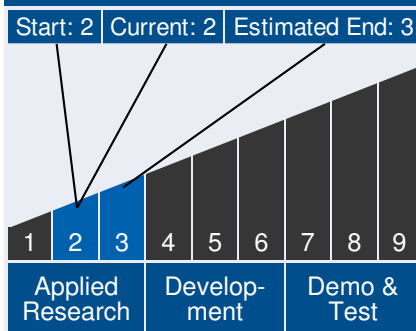 Start: 2 Current: 2 Estimated End: 3
1 2 3 4 5 6 7 8 9
Applied Develop- Demo &
Research ment Test